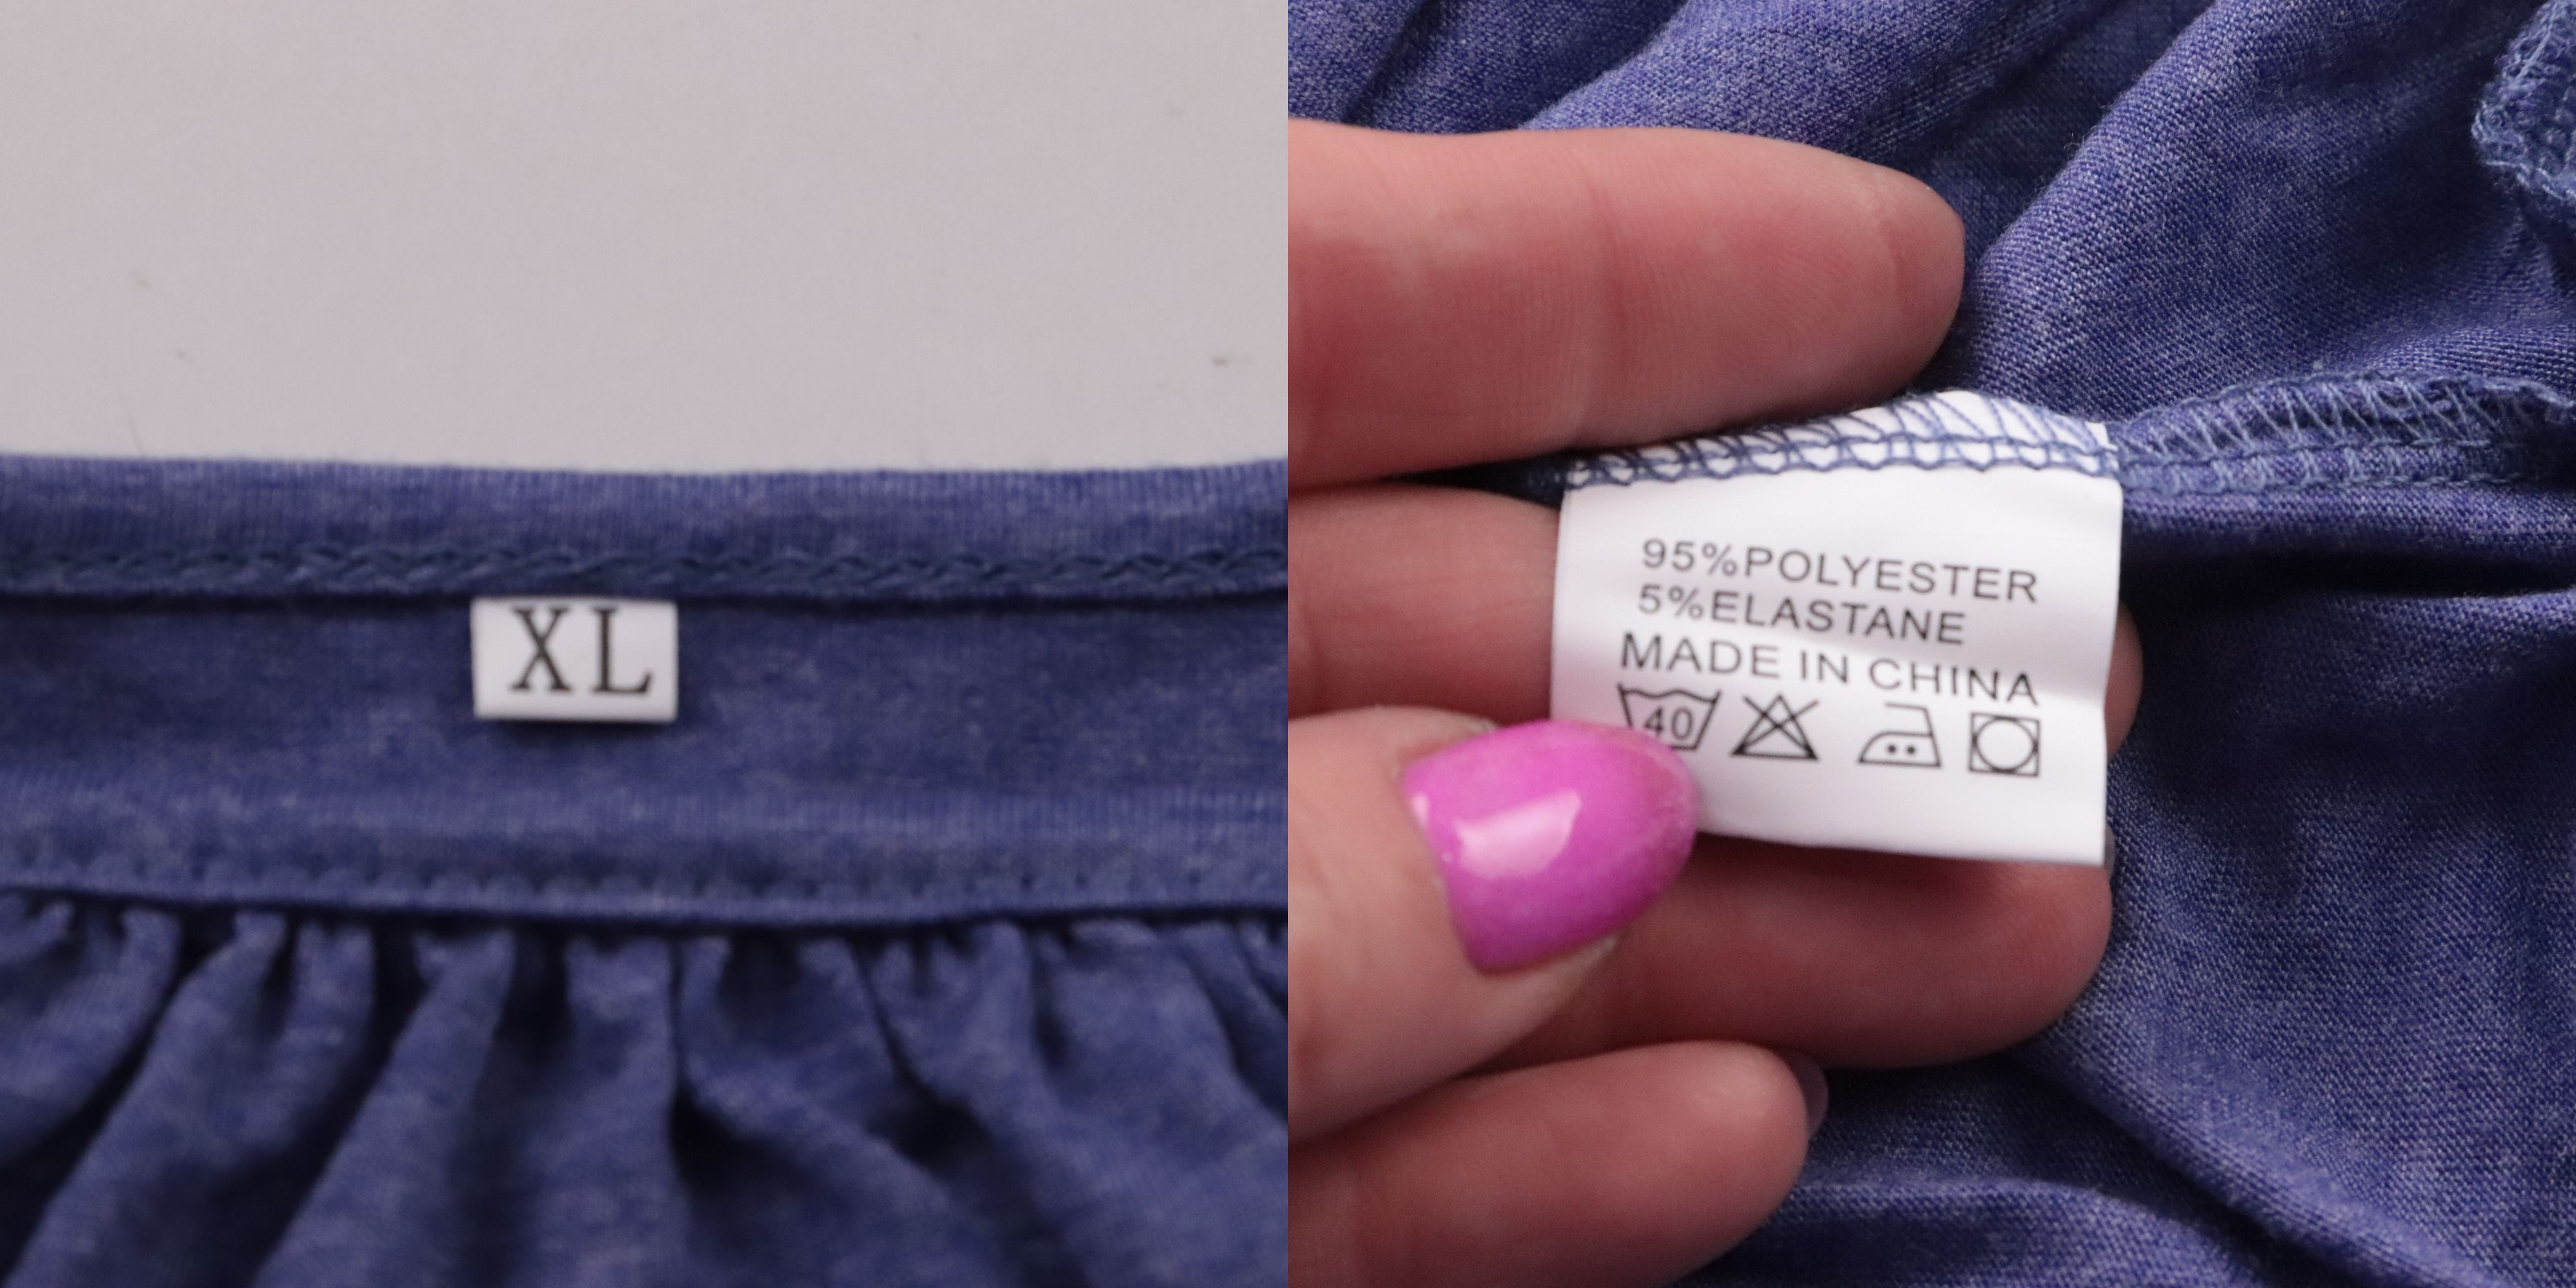 XL
95%POLYESTER
5%ELASTANE
MADE IN CHINA
40